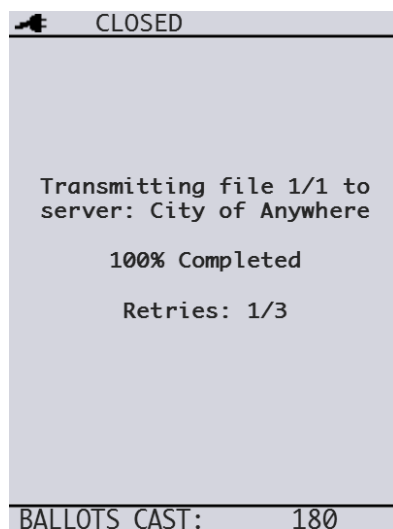 CLOSED
Transmitting file 1/1 to
server: City of Anywhere
100% Completed
Retries: 1/3
BALLOTS CAST: 180